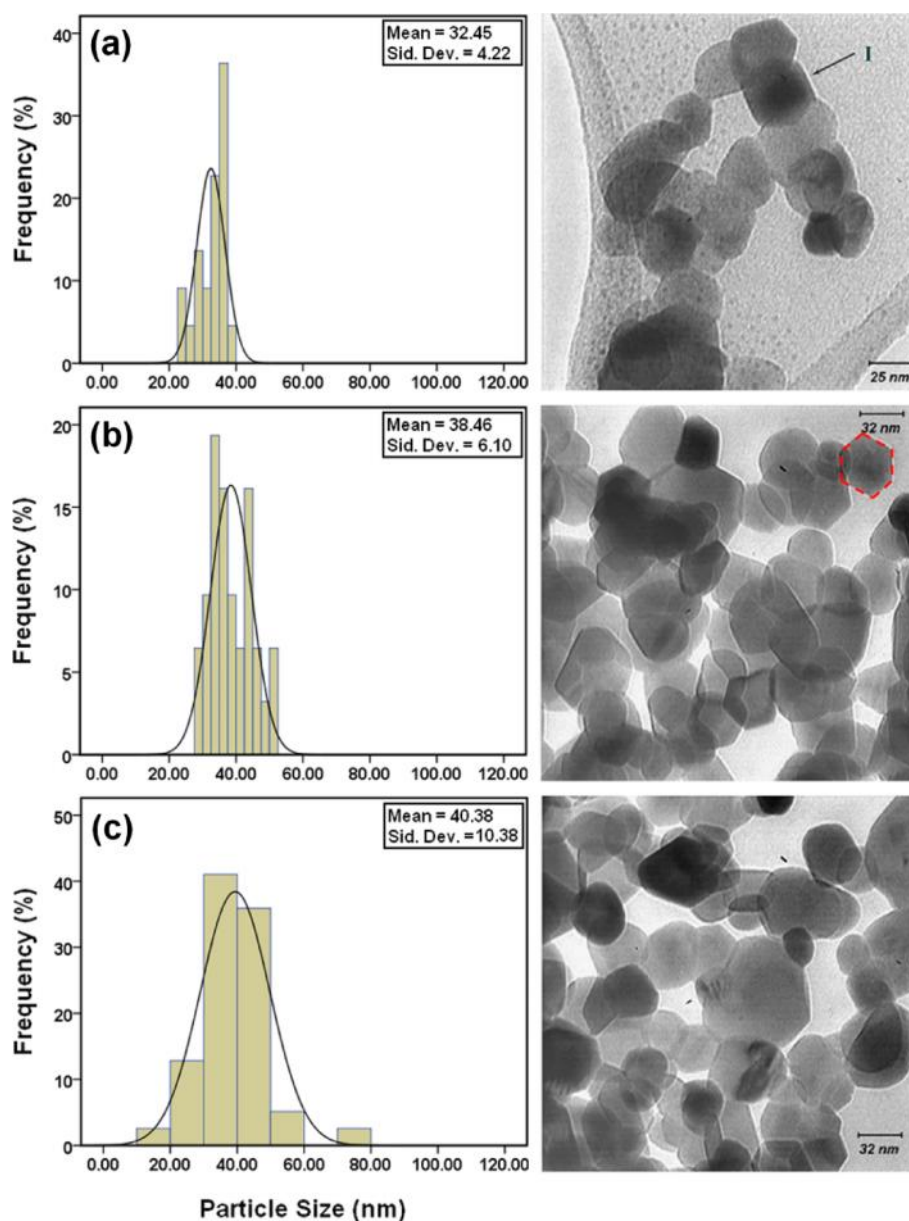 (a)
Mean = 32.45
Sid. Dev. = 4.22
Frequency (%)
40
30
20
10
0
0.00 20.00 40.00 60.00 80.00 100.00 120.00
I
25 nm
(b)
Mean = 38.46
Sid. Dev. = 6.10
Frequency (%)
20
15
10
5
0
0.00 20.00 40.00 60.00 80.00 100.00 120.00
32 nm
(c)
Mean = 40.38
Sid. Dev. =10.38
Frequency (%)
50
40
30
20
10
0
0.00 20.00 40.00 60.00 80.00 100.00 120.00
32 nm
Particle Size (nm)